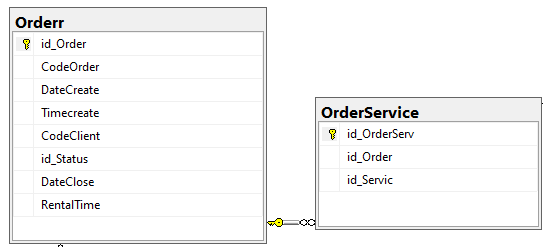 Orderr
id_Order
CodeOrder
DateCreate
Timecreate
CodeClient
id_Status
DateClose
RentalTime
OrderService
id_OrderServ
id_Order
id_Servic